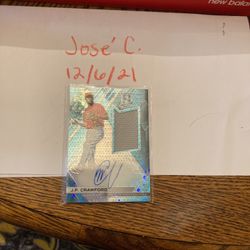 new balance
José C.
12/6/21
J.P. CRAWFORD